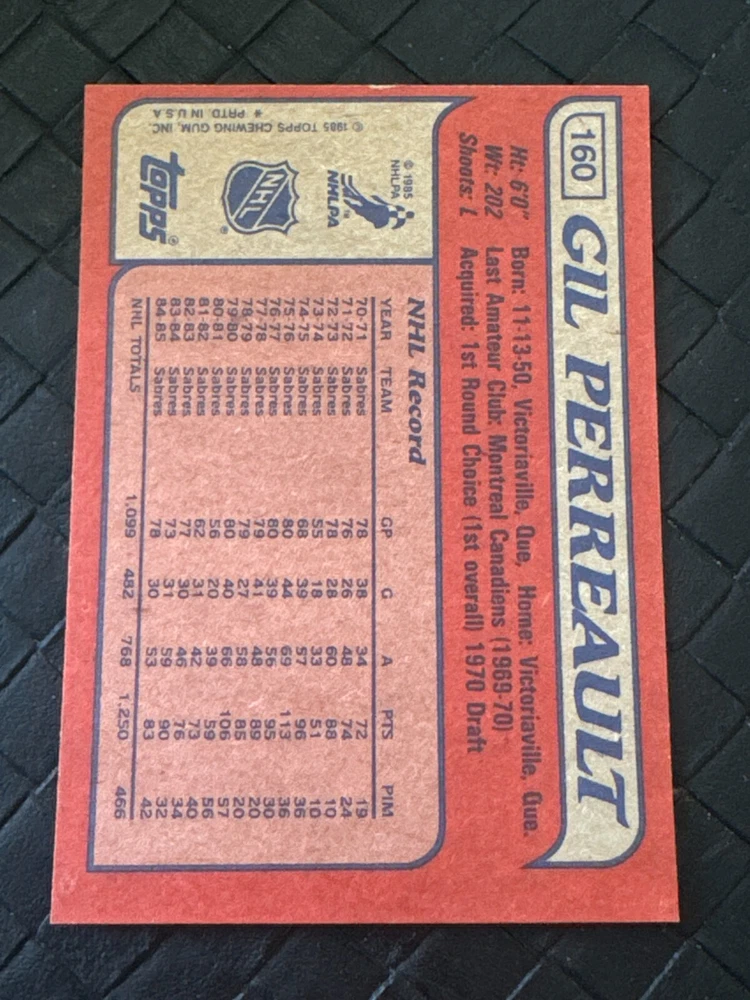 160
GIL PERREAULT
Ht: 6'0" Born: 11-13-50, Victoriaville, Que, Home: Victoriaville, Que.
Wt: 202 Last Amateur Club: Montreal Canadiens (1969-70)
Shoots: L Acquired: 1st Round Choice (1st overall) 1970 Draft
© 1985
NHLPA
NHLPA
TM
NHL
®
topps®
© 1985 TOPPS CHEWING GUM, INC.
* PRTD. IN U.S.A
NHL Record
YEAR TEAM GP G A PTS PIM
70-71 Sabres 78 38 34 72 19
71-72 Sabres 76 26 48 74 24
72-73 Sabres 78 28 60 88 10
73-74 Sabres 55 18 33 51 10
74-75 Sabres 68 39 57 96 36
75-76 Sabres 80 44 69 113 36
76-77 Sabres 80 39 56 95 30
77-78 Sabres 79 41 48 89 20
78-79 Sabres 79 27 58 85 20
79-80 Sabres 80 40 66 106 57
80-81 Sabres 56 20 39 59 56
81-82 Sabres 62 31 42 73 40
82-83 Sabres 77 30 46 76 34
83-84 Sabres 73 31 59 90 32
84-85 Sabres 78 30 53 83 42
NHL TOTALS 1,099 482 768 1,250 466